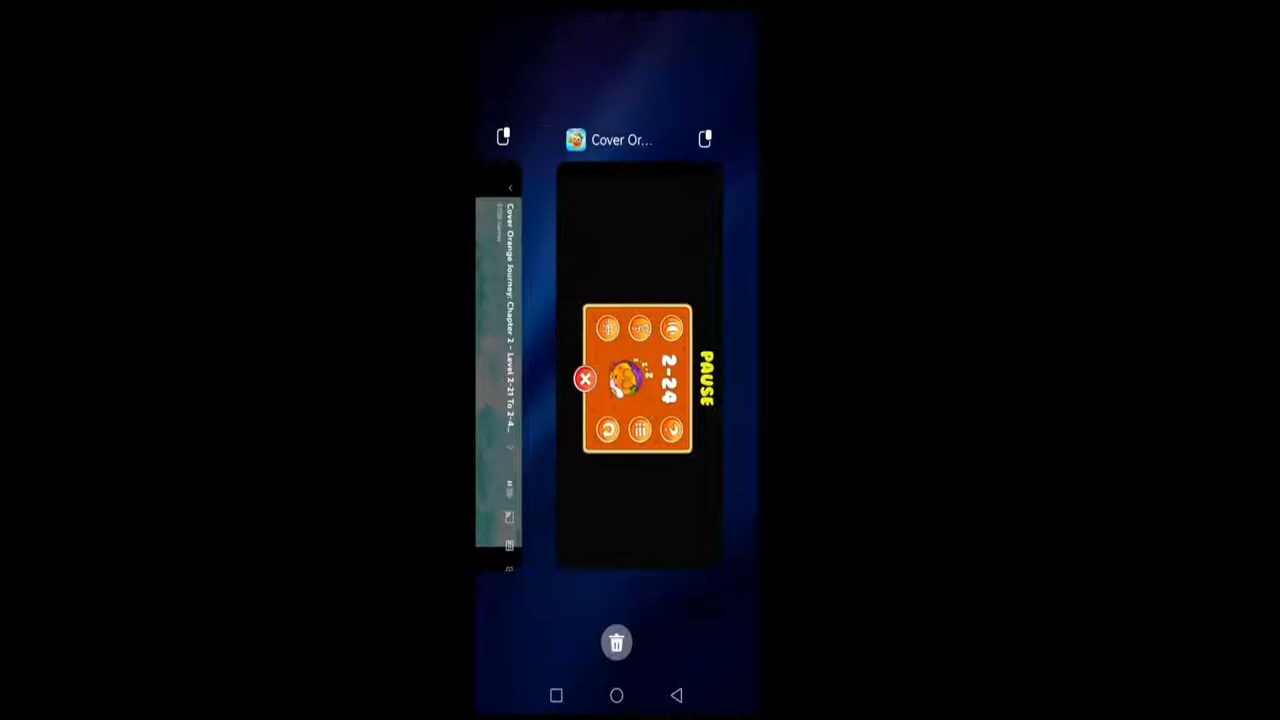 Cover Or...
Cover Orange Journey: Chapter 2 - Level 2-21 To 2-4...
PAUSE
2-24